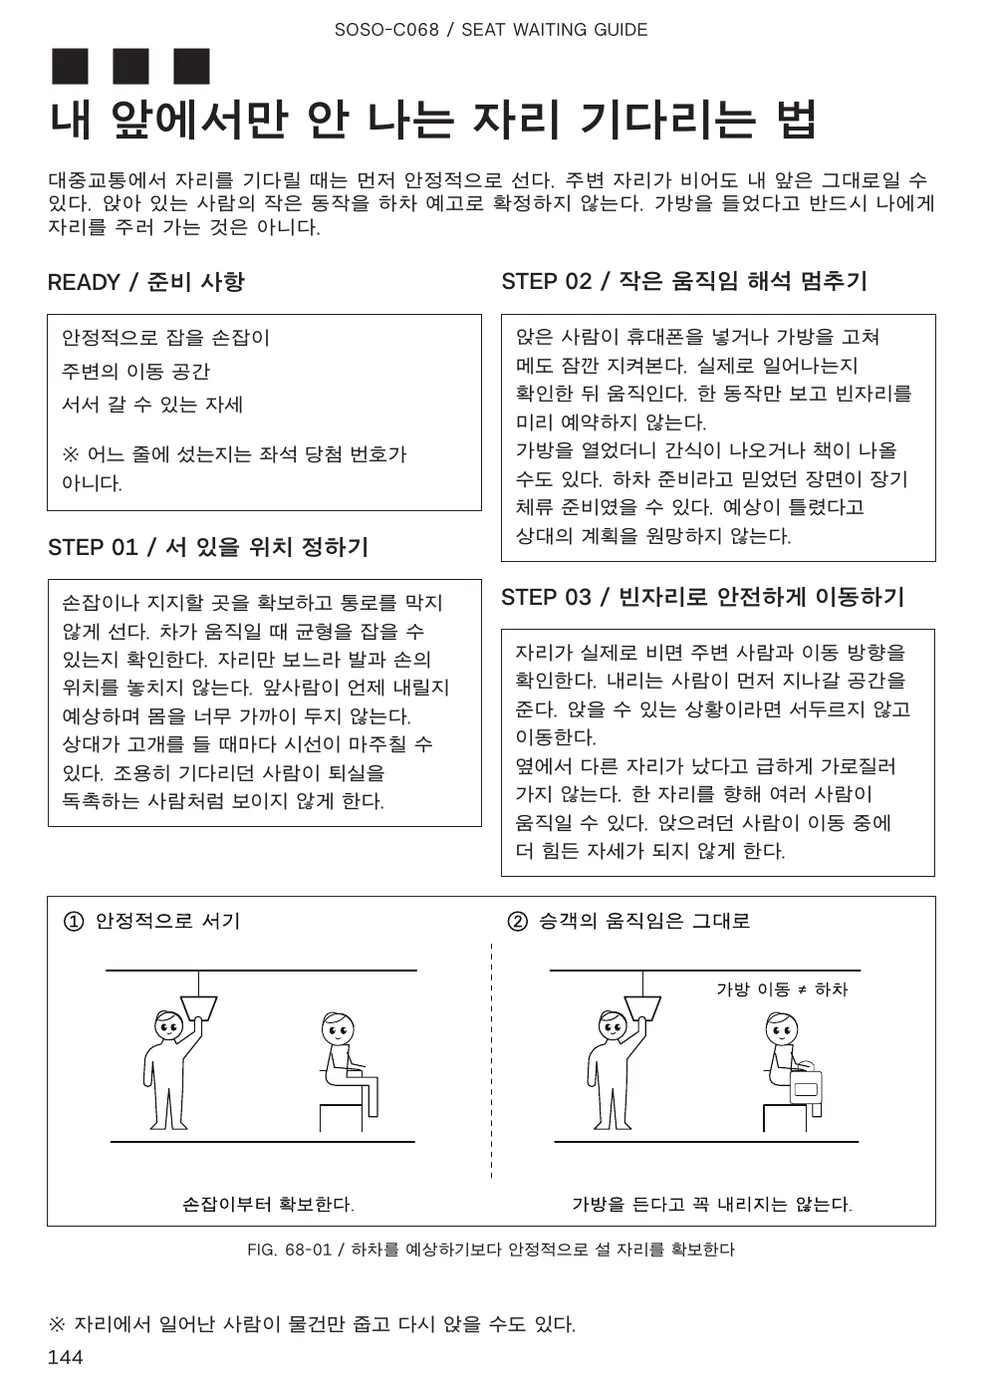 SOSO-C068 / SEAT WAITING GUIDE
내 앞에서만 안 나는 자리 기다리는 법
대중교통에서 자리를 기다릴 때는 먼저 안정적으로 선다. 주변 자리가 비어도 내 앞은 그대로일 수
있다. 앉아 있는 사람의 작은 동작을 하차 예고로 확정하지 않는다. 가방을 들었다고 반드시 나에게
자리를 주러 가는 것은 아니다.
READY / 준비 사항
안정적으로 잡을 손잡이
주변의 이동 공간
서서 갈 수 있는 자세
※ 어느 줄에 섰는지는 좌석 당첨 번호가
아니다.
STEP 01 / 서 있을 위치 정하기
손잡이나 지지할 곳을 확보하고 통로를 막지
않게 선다. 차가 움직일 때 균형을 잡을 수
있는지 확인한다. 자리만 보느라 발과 손의
위치를 놓치지 않는다. 앞사람이 언제 내릴지
예상하며 몸을 너무 가까이 두지 않는다.
상대가 고개를 들 때마다 시선이 마주칠 수
있다. 조용히 기다리던 사람이 퇴실을
독촉하는 사람처럼 보이지 않게 한다.
STEP 02 / 작은 움직임 해석 멈추기
앉은 사람이 휴대폰을 넣거나 가방을 고쳐
메도 잠깐 지켜본다. 실제로 일어나는지
확인한 뒤 움직인다. 한 동작만 보고 빈자리를
미리 예약하지 않는다.
가방을 열었더니 간식이 나오거나 책이 나올
수도 있다. 하차 준비라고 믿었던 장면이 장기
체류 준비였을 수 있다. 예상이 틀렸다고
상대의 계획을 원망하지 않는다.
STEP 03 / 빈자리로 안전하게 이동하기
자리가 실제로 비면 주변 사람과 이동 방향을
확인한다. 내리는 사람이 먼저 지나갈 공간을
준다. 앉을 수 있는 상황이라면 서두르지 않고
이동한다.
옆에서 다른 자리가 났다고 급하게 가로질러
가지 않는다. 한 자리를 향해 여러 사람이
움직일 수 있다. 앉으려던 사람이 이동 중에
더 힘든 자세가 되지 않게 한다.
① 안정적으로 서기
손잡이부터 확보한다.
② 승객의 움직임은 그대로
가방 이동 ≠ 하차
가방을 든다고 꼭 내리지는 않는다.
FIG. 68-01 / 하차를 예상하기보다 안정적으로 설 자리를 확보한다
※ 자리에서 일어난 사람이 물건만 줍고 다시 앉을 수도 있다.
144